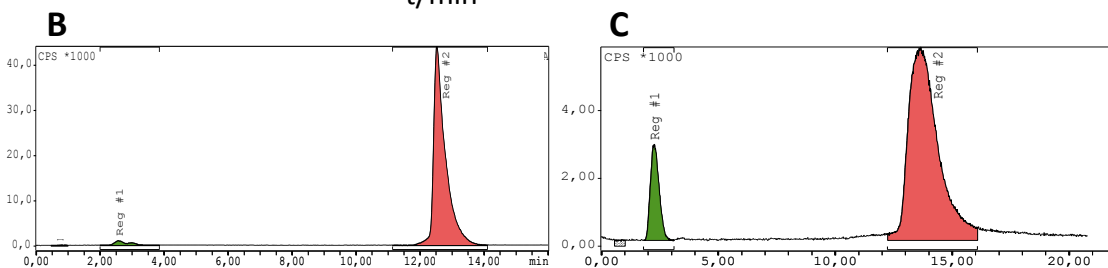 t/min
B
CPS *1000
40,0
30,0
20,0
10,0
0,0
Reg #1
Reg #2
0,00 2,00 4,00 6,00 8,00 10,00 12,00 14,00 min
C
CPS *1000
4,00
2,00
0,00
Reg #1
Reg #2
0,00 5,00 10,00 15,00 20,00